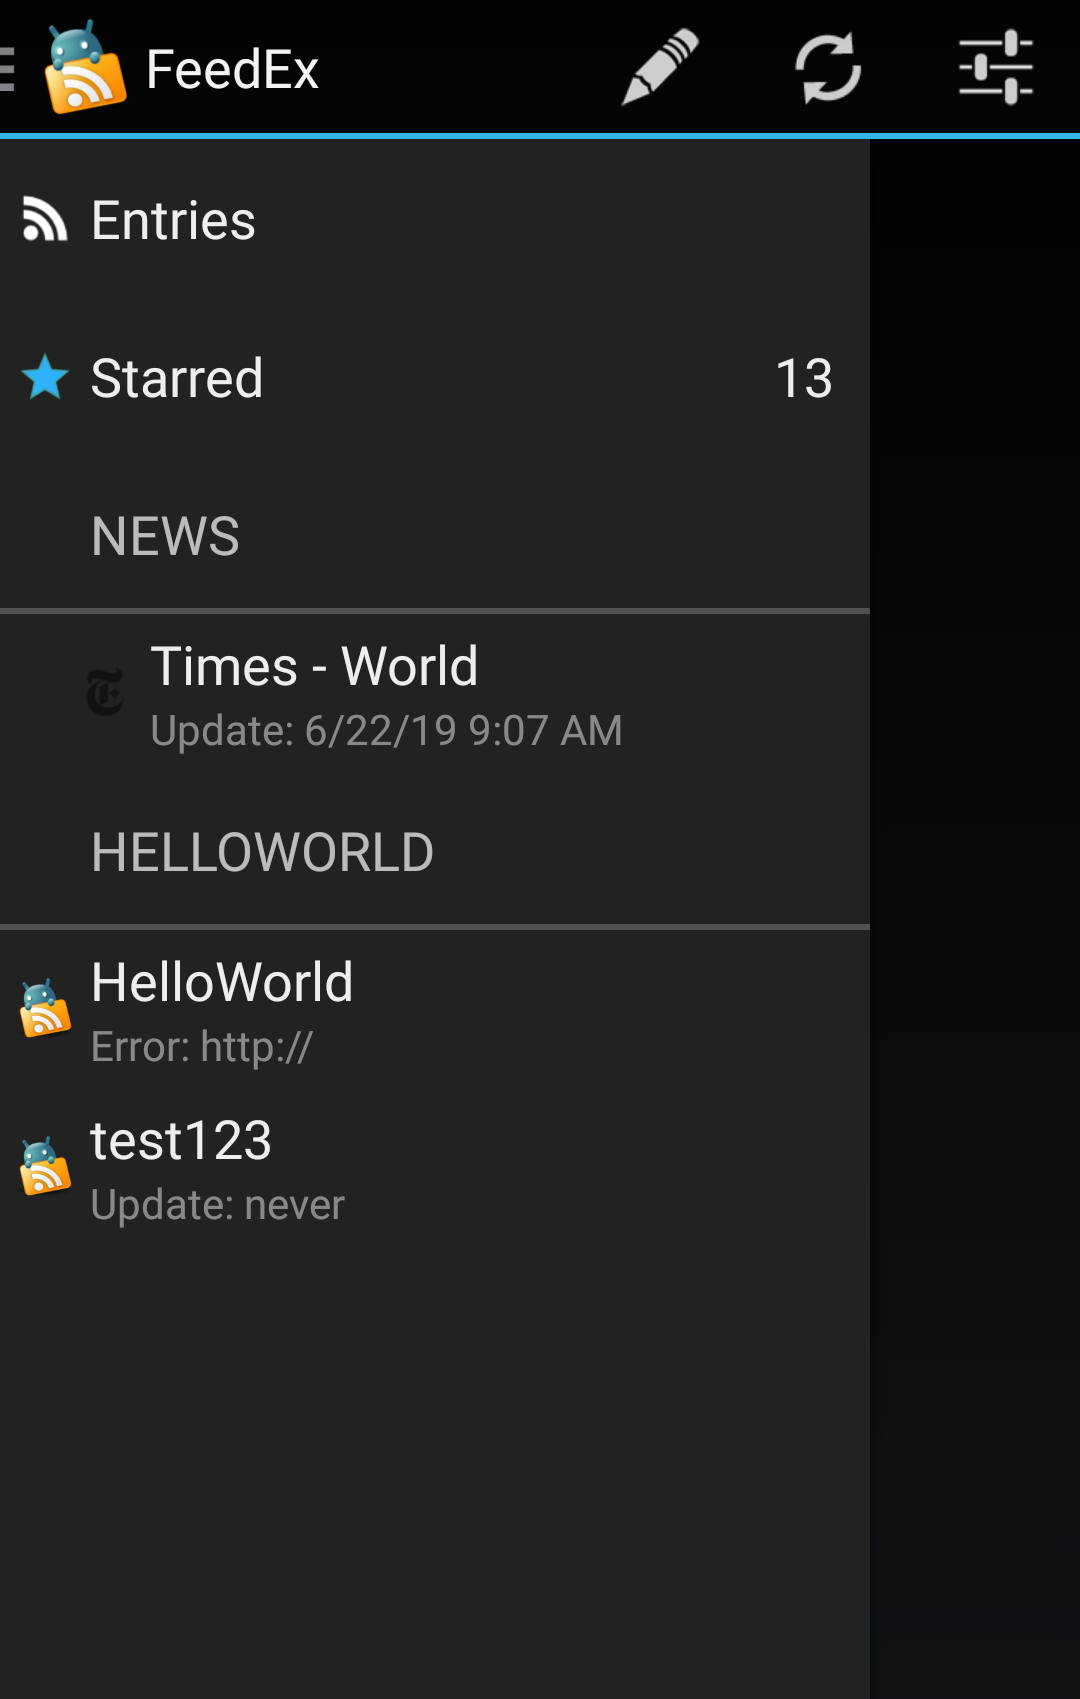 FeedEx
Entries
Starred 13
NEWS
Times - World
Update: 6/22/19 9:07 AM
HELLOWORLD
HelloWorld
Error: http://
test123
Update: never